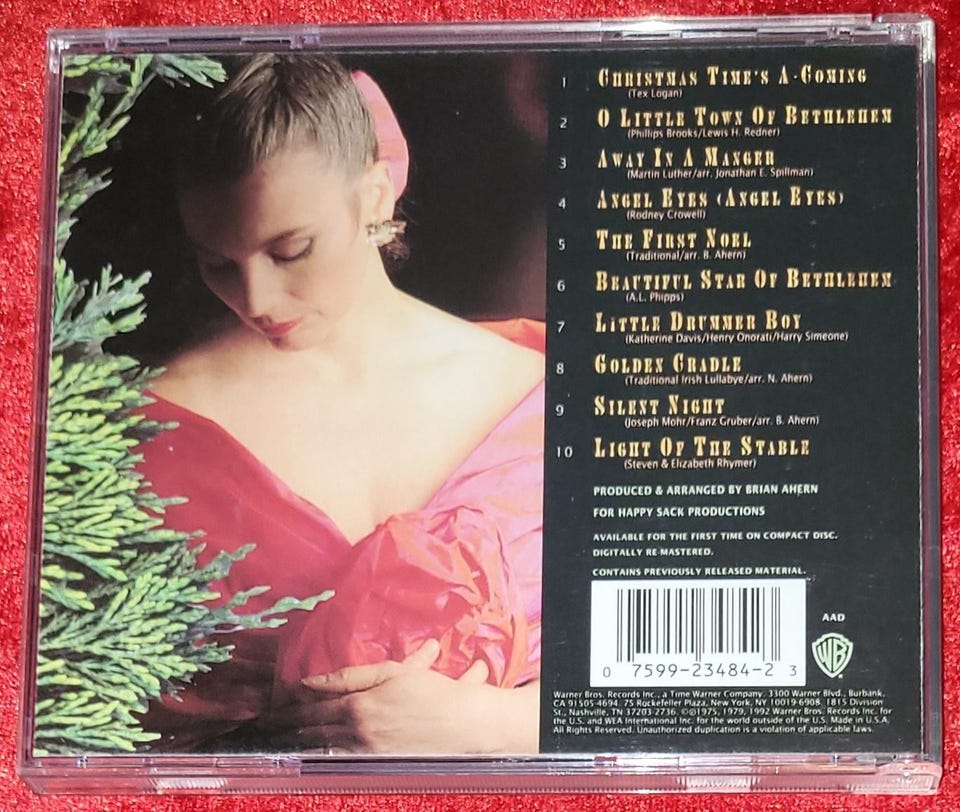 1 CHRISTMAS TIME'S A-COMING
(Tex Logan)
2 O LITTLE TOWN OF BETHLEHEM
(Phillips Brooks/Lewis H. Redner)
3 AWAY IN A MANGER
(Martin Luther/arr. Jonathan E. Spillman)
4 ANGEL EYES (ANGEL EYES)
(Rodney Crowell)
5 THE FIRST NOEL
(Traditional/arr. B. Ahern)
6 BEAUTIFUL STAR OF BETHLEHEM
(A.L. Phipps)
7 LITTLE DRUMMER BOY
(Katherine Davis/Henry Onorati/Harry Simeone)
8 GOLDEN CRADLE
(Traditional Irish Lullabye/arr. N. Ahern)
9 SILENT NIGHT
(Joseph Mohr/Franz Gruber/arr. B. Ahern)
10 LIGHT OF THE STABLE
(Steven & Elizabeth Rhymer)
PRODUCED & ARRANGED BY BRIAN AHERN
FOR HAPPY SACK PRODUCTIONS
AVAILABLE FOR THE FIRST TIME ON COMPACT DISC.
DIGITALLY RE-MASTERED.
CONTAINS PREVIOUSLY RELEASED MATERIAL.
AAD
WB
0 7599-23484-2 3
Warner Bros. Records Inc., a Time Warner Company. 3300 Warner Blvd., Burbank,
CA 91505-4694. 75 Rockefeller Plaza, New York, NY 10019-6908. 1815 Division
St., Nashville, TN 37203-2736. ©℗1975, 1979, 1992 Warner Bros. Records Inc. for
the U.S. and WEA International Inc. for the world outside of the U.S. Made in U.S.A.
All Rights Reserved. Unauthorized duplication is a violation of applicable laws.